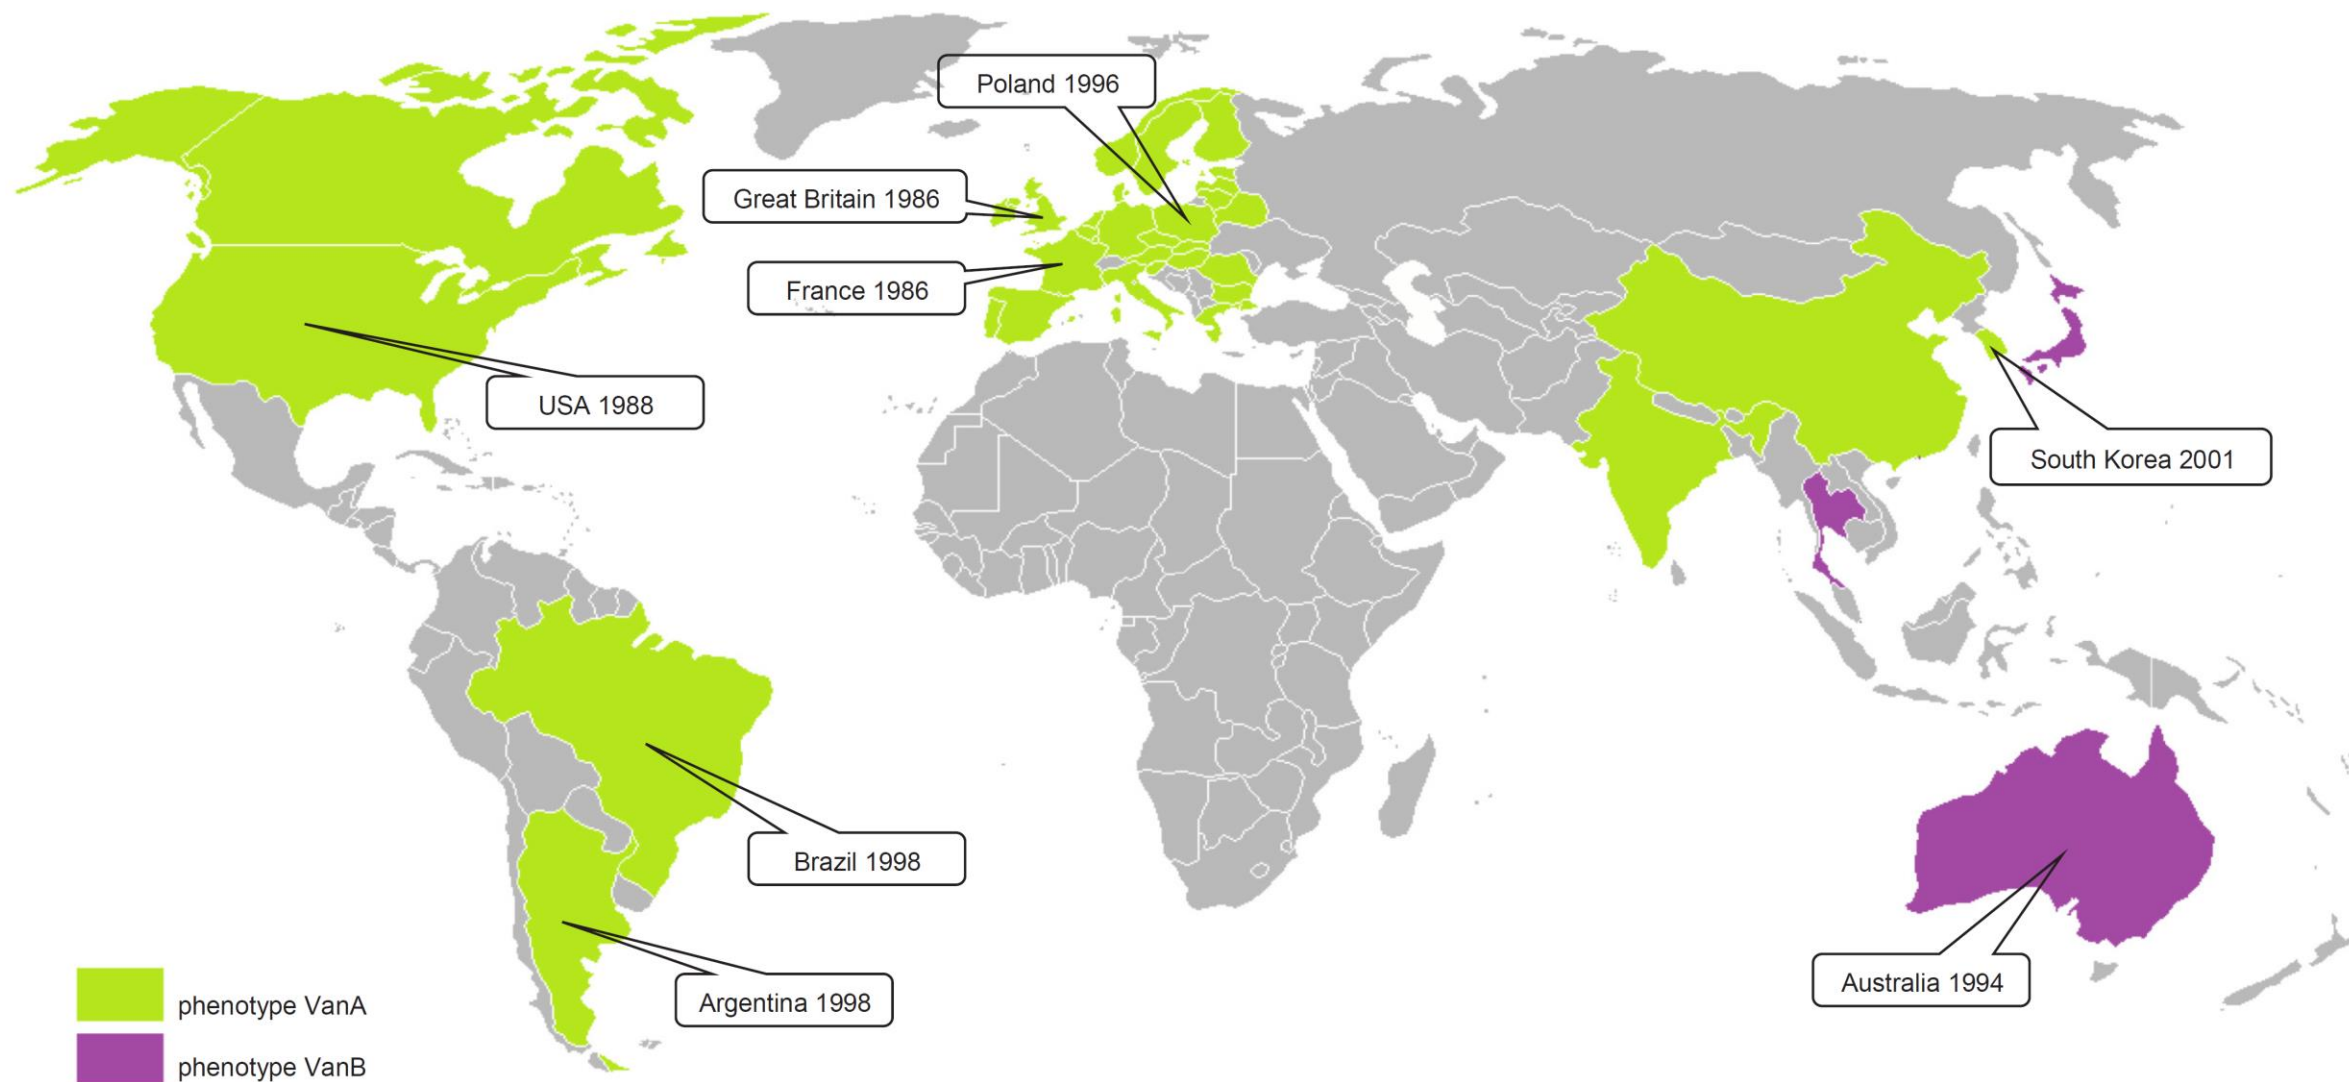 Poland 1996
Great Britain 1986
France 1986
USA 1988
South Korea 2001
Brazil 1998
Australia 1994
Argentina 1998
phenotype VanA
phenotype VanB